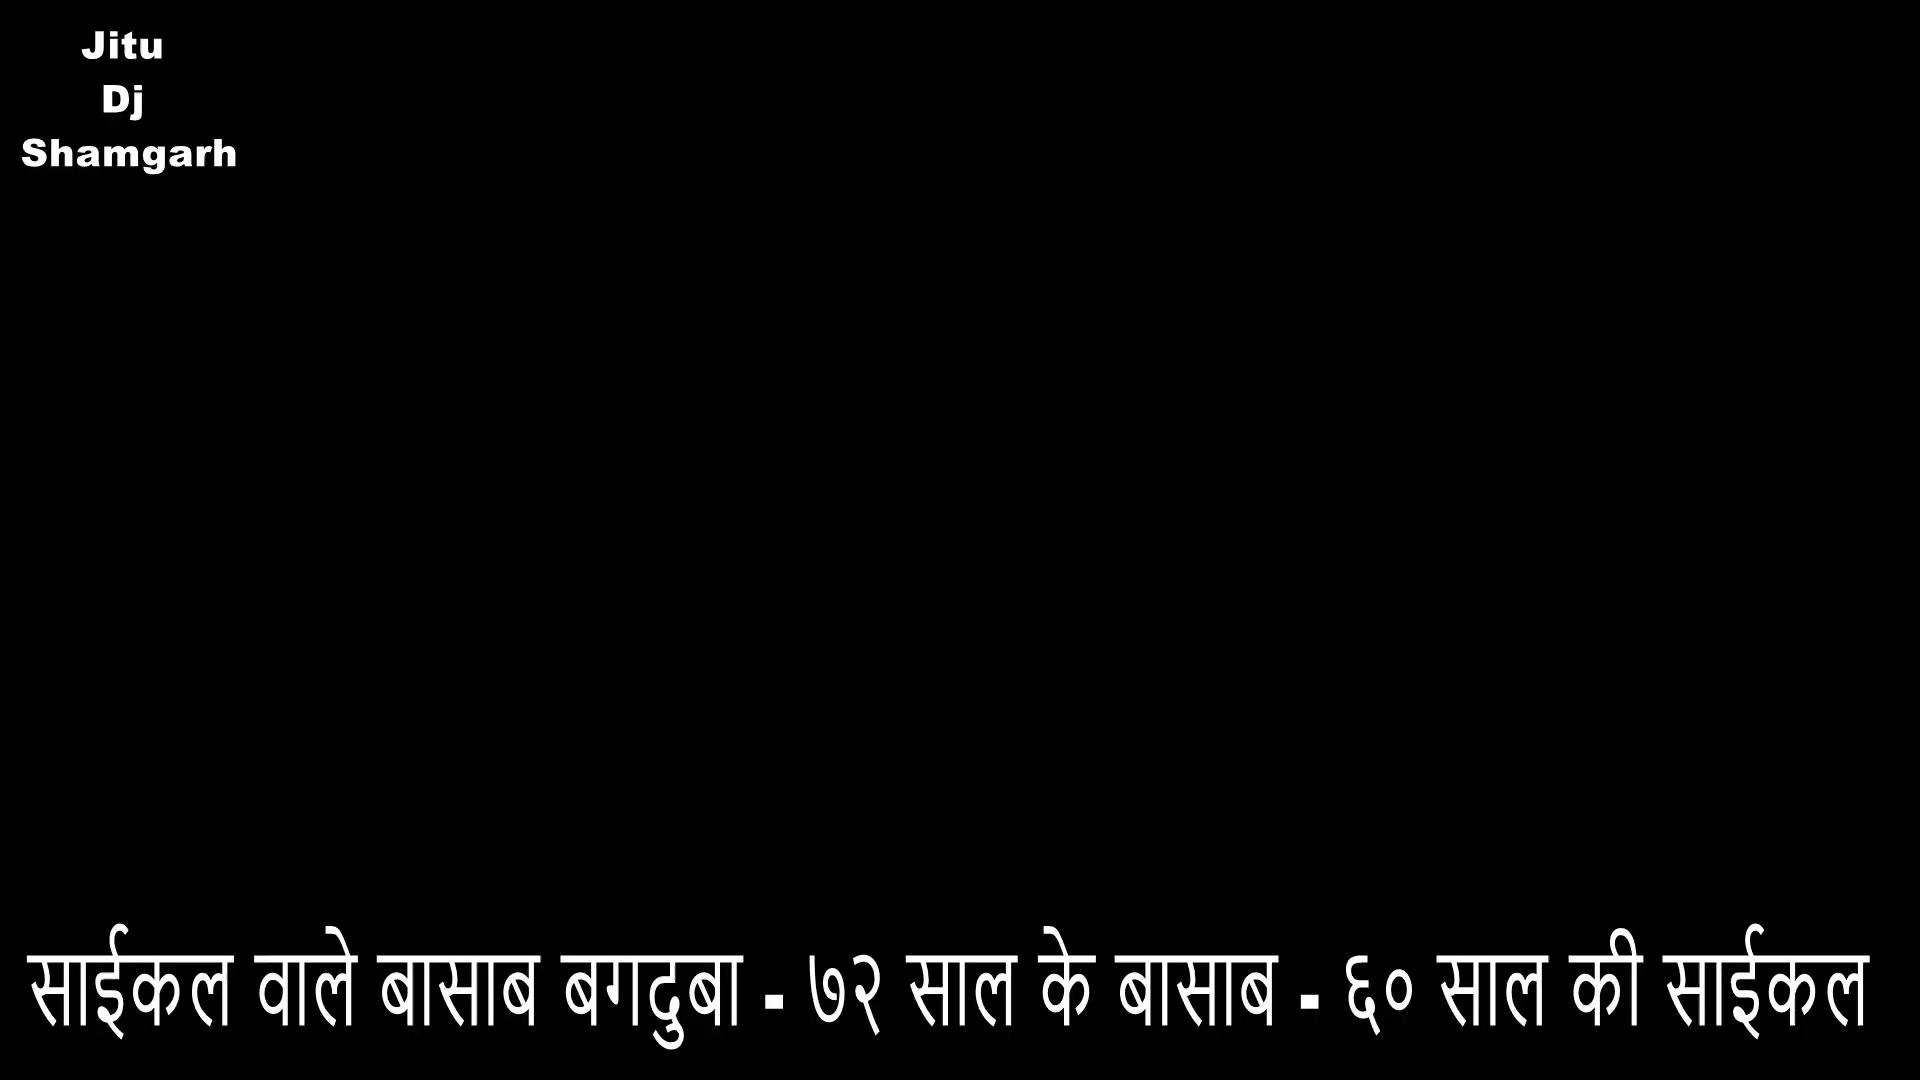 Jitu
Dj
Shamgarh
साईकल वाले बासाब बगदुबा - ७२ साल के बासाब - ६० साल की साईकल